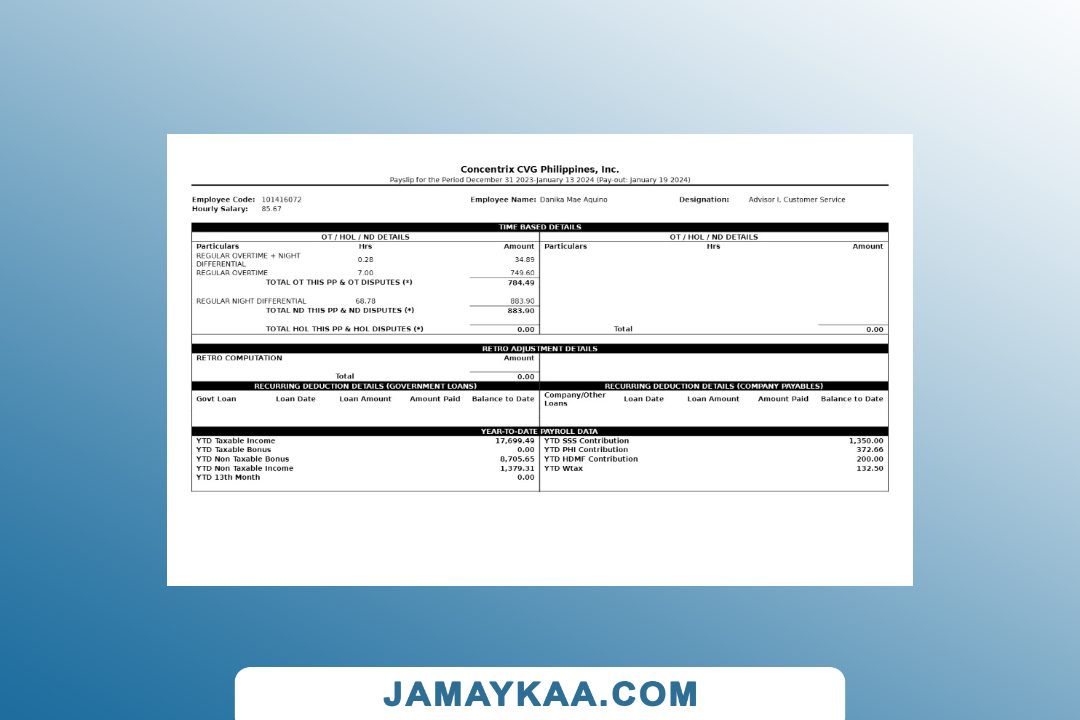 Concentrix CVG Philippines, Inc.
Payslip for the Period December 31 2023-January 13 2024 (Pay-out: January 19 2024)
Employee Code: 101416072 Employee Name: Danika Mae Aquino Designation: Advisor I, Customer Service
Hourly Salary: 85.67
TIME BASED DETAILS
OT / HOL / ND DETAILS OT / HOL / ND DETAILS
Particulars Hrs Amount Particulars Hrs Amount
REGULAR OVERTIME + NIGHT
DIFFERENTIAL 0.28 34.89
REGULAR OVERTIME 7.00 749.60
TOTAL OT THIS PP & OT DISPUTES (*) 784.49
REGULAR NIGHT DIFFERENTIAL 68.78 883.90
TOTAL ND THIS PP & ND DISPUTES (*) 883.90
TOTAL HOL THIS PP & HOL DISPUTES (*) 0.00 Total 0.00
RETRO ADJUSTMENT DETAILS
RETRO COMPUTATION Amount
Total 0.00
RECURRING DEDUCTION DETAILS (GOVERNMENT LOANS) RECURRING DEDUCTION DETAILS (COMPANY PAYABLES)
Govt Loan Loan Date Loan Amount Amount Paid Balance to Date Company/Other Loans Loan Date Loan Amount Amount Paid Balance to Date
YEAR-TO-DATE PAYROLL DATA
YTD Taxable Income 17,699.49 YTD SSS Contribution 1,350.00
YTD Taxable Bonus 0.00 YTD PHI Contribution 372.66
YTD Non Taxable Bonus 8,705.65 YTD HDMF Contribution 200.00
YTD Non Taxable Income 1,379.31 YTD Wtax 132.50
YTD 13th Month 0.00
JAMAYKAA.COM